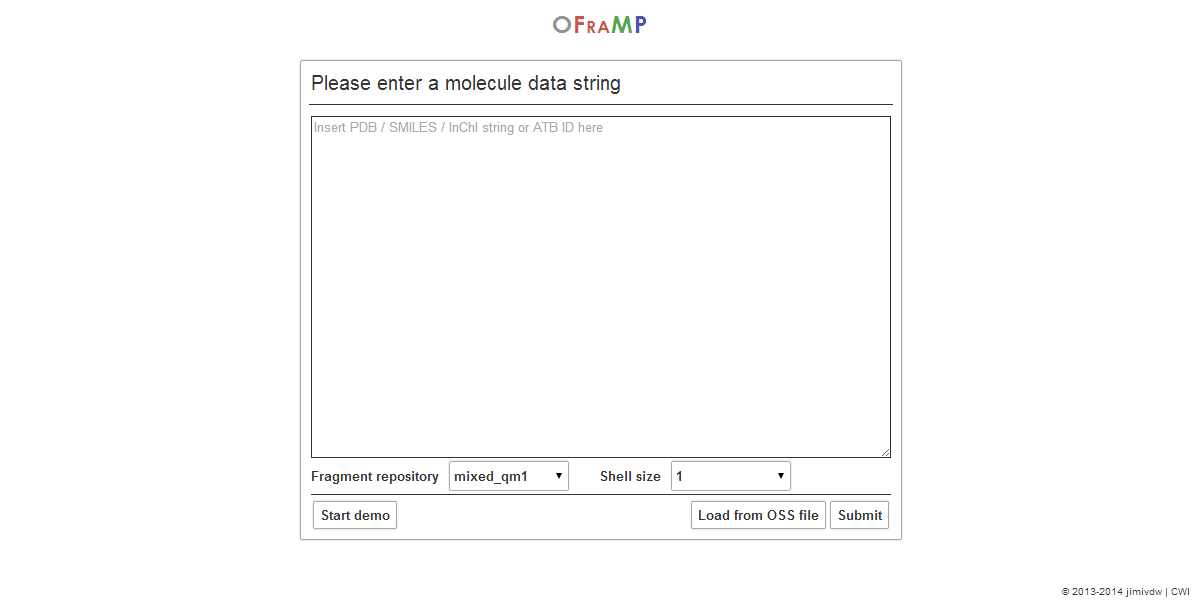 OFRAMP
Please enter a molecule data string
Insert PDB / SMILES / InChI string or ATB ID here
Fragment repository mixed_qm1 Shell size 1
Start demo Load from OSS file Submit
© 2013-2014 jimivdw | CWI